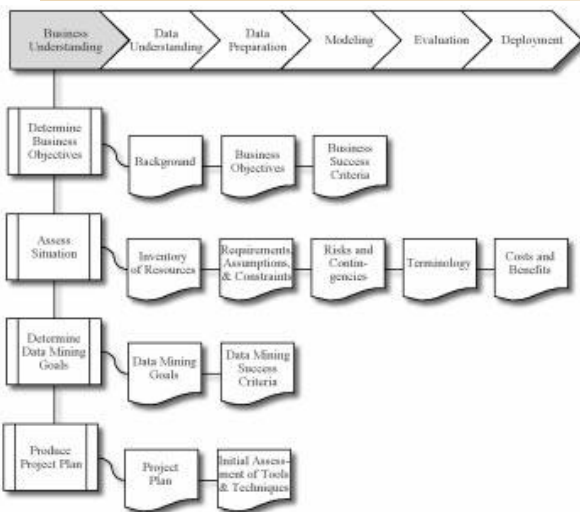 Business
Understanding
Data
Understanding
Data
Preparation
Modeling
Evaluation
Deployment
Determine
Business
Objectives
Background
Business
Objectives
Business
Success
Criteria
Assess
Situation
Inventory
of Resources
Requirements,
Assumptions,
& Constraints
Risks and
Contin-
gencies
Terminology
Costs and
Benefits
Determine
Data Mining
Goals
Data Mining
Goals
Data Mining
Success
Criteria
Produce
Project Plan
Project
Plan
Initial Assess-
ment of Tools
& Techniques